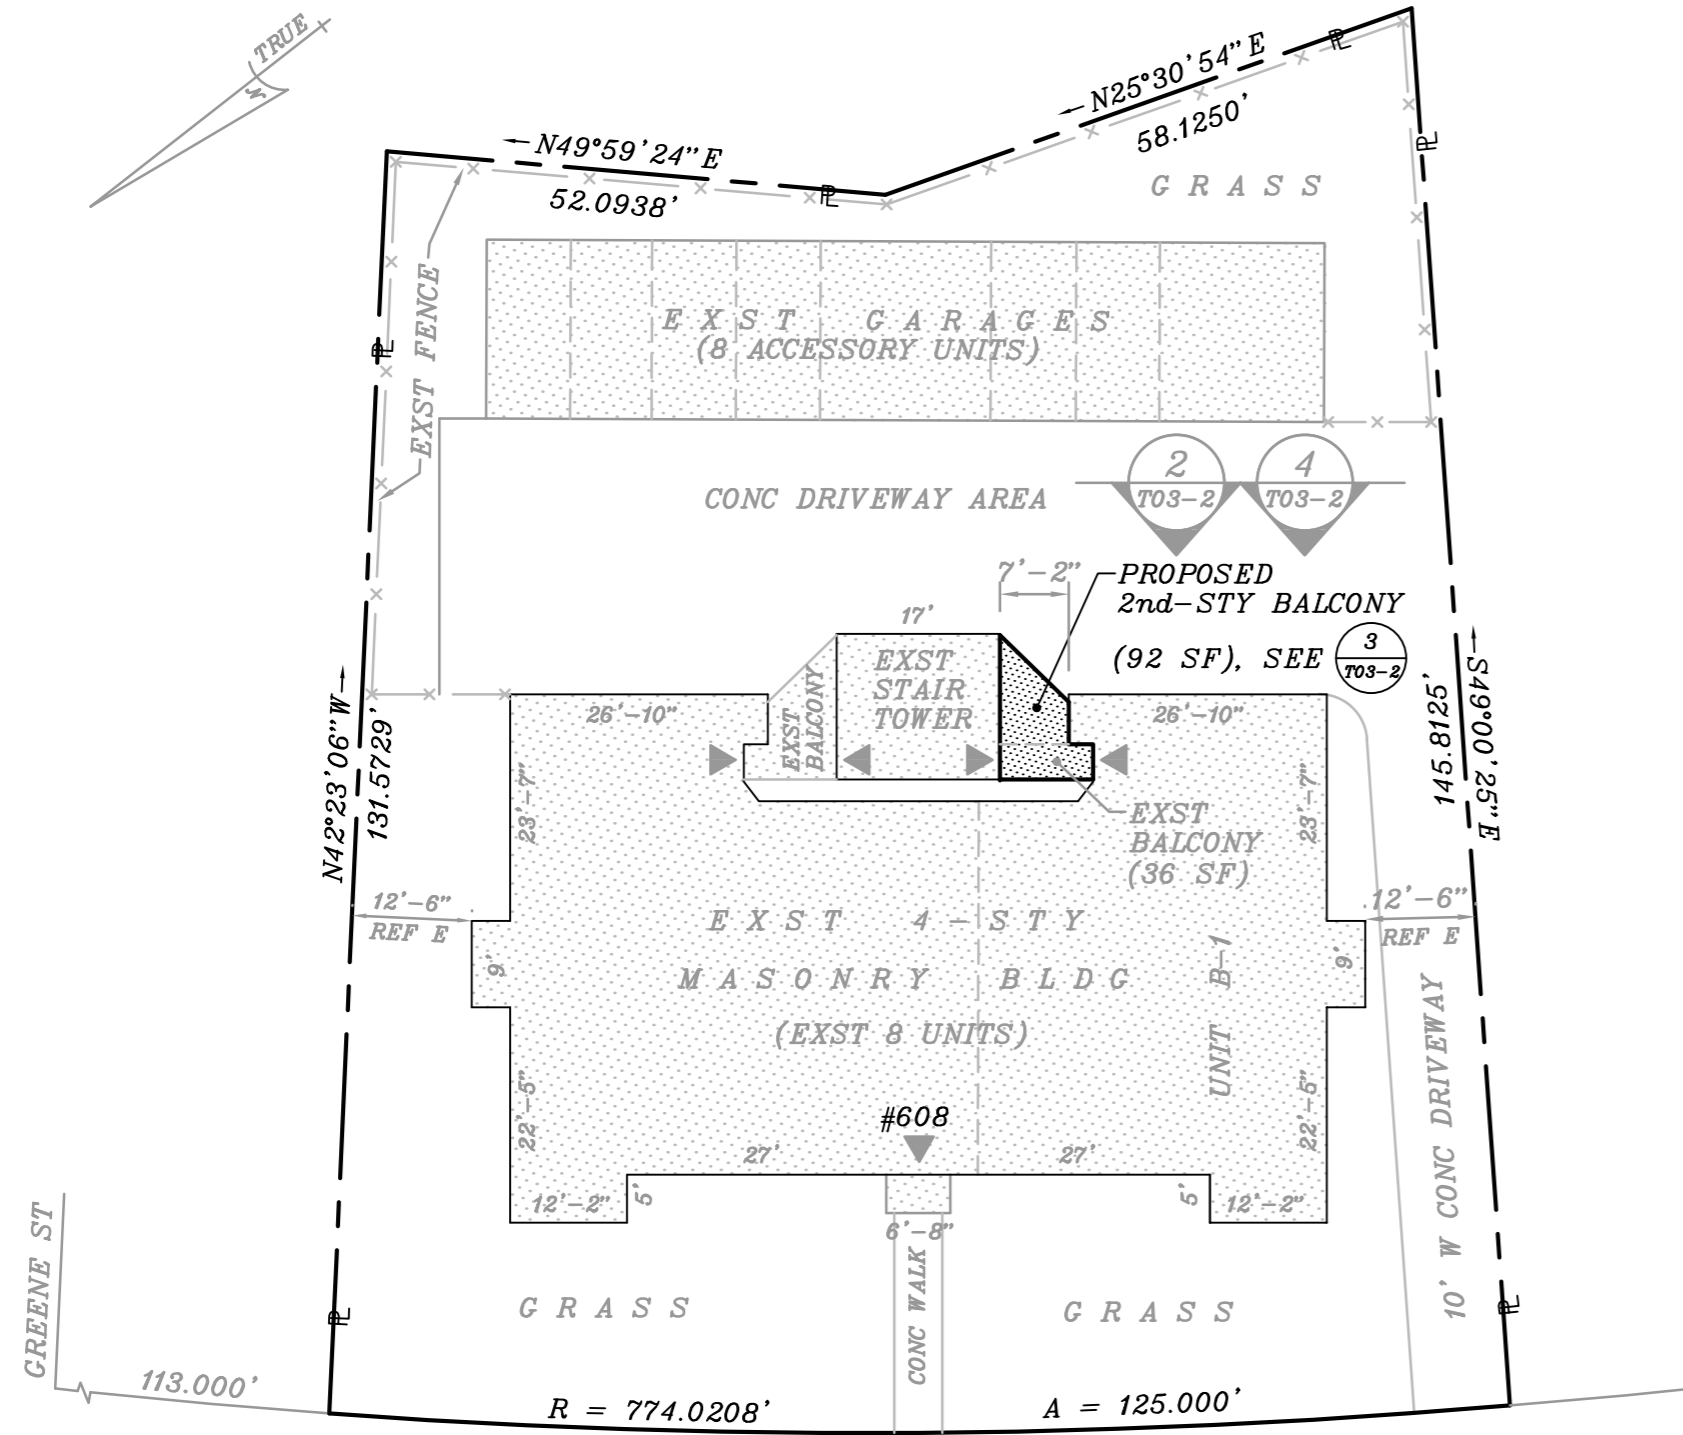 TRUE
N
N25°30'54"E
58.1250'
N49°59'24"E
52.0938'
PL
PL
PL
GRASS
EXST FENCE
PL
EXST GARAGES
(8 ACCESSORY UNITS)
CONC DRIVEWAY AREA
2
T03-2
4
T03-2
7'-2"
PROPOSED
2nd-STY BALCONY
(92 SF), SEE
3
T03-2
17'
EXST
STAIR
TOWER
EXST
BALCONY
26'-10"
26'-10"
N42°23'06"W
131.5729'
S49°00'25"E
145.8125'
23'-7"
23'-7"
EXST
BALCONY
(36 SF)
12'-6"
REF E
12'-6"
REF E
EXST 4-STY
MASONRY BLDG
(EXST 8 UNITS)
UNIT B-1
9'
9'
22'-5"
22'-5"
#608
27'
27'
12'-2"
5'
5'
12'-2"
6'-8"
CONC WALK
10' W CONC DRIVEWAY
GRASS
GRASS
PL
PL
GREENE ST
113.000'
R = 774.0208'
A = 125.000'